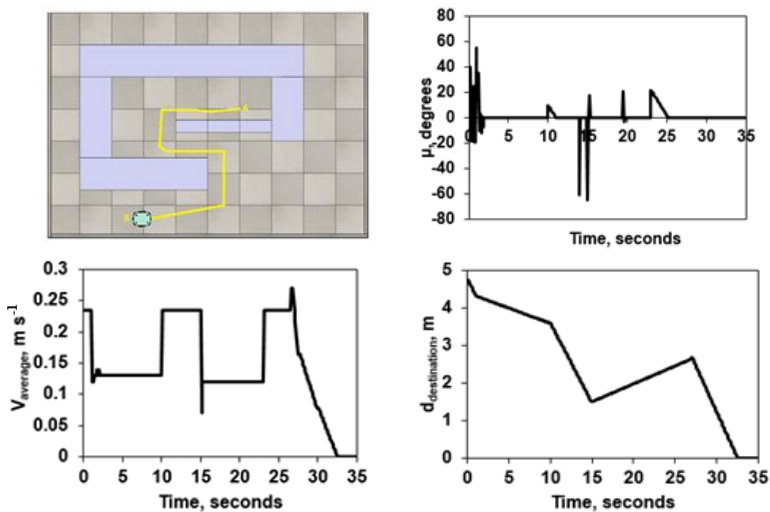 A
B
80
60
40
20
0
-20
-40
-60
-80
0 5 10 15 20 25 30 35
μ, degrees
Time, seconds
0.3
0.25
0.2
0.15
0.1
0.05
0
0 5 10 15 20 25 30 35
Vaverage, m s-1
Time, seconds
5
4
3
2
1
0
0 5 10 15 20 25 30 35
ddestination, m
Time, seconds